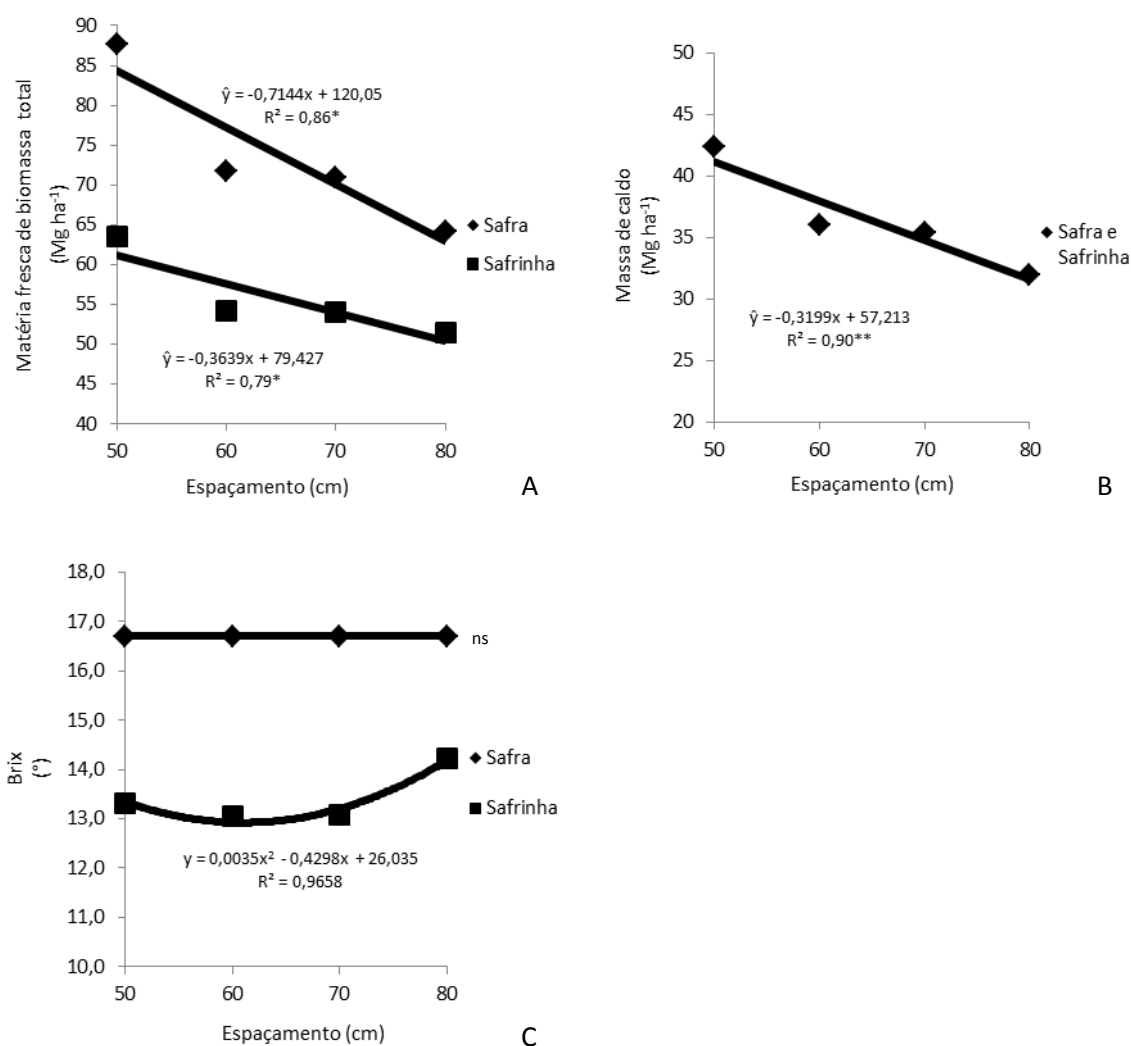 Matéria fresca de biomassa total
(Mg ha⁻¹)
90
85
80
75
70
65
60
55
50
45
40
ŷ = -0,7144x + 120,05
R² = 0,86*
Safra
Safrinha
ŷ = -0,3639x + 79,427
R² = 0,79*
50 60 70 80
Espaçamento (cm)
A
Massa de caldo
(Mg ha⁻¹)
50
45
40
35
30
25
20
Safra e
Safrinha
ŷ = -0,3199x + 57,213
R² = 0,90**
50 60 70 80
Espaçamento (cm)
B
Brix
(°)
18,0
17,0
16,0
15,0
14,0
13,0
12,0
11,0
10,0
ns
Safra
Safrinha
y = 0,0035x² - 0,4298x + 26,035
R² = 0,9658
50 60 70 80
Espaçamento (cm)
C